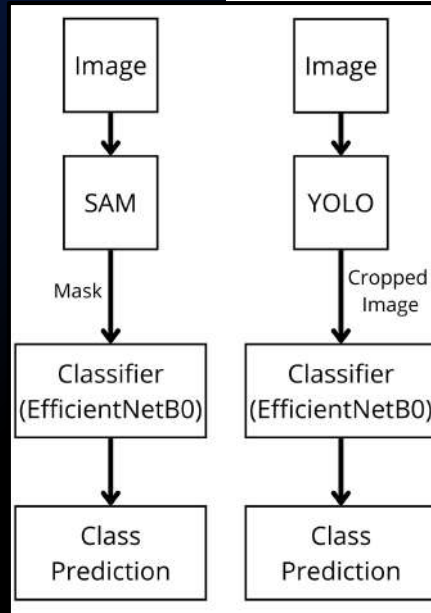 Image
SAM
Mask
Classifier
(EfficientNetB0)
Class
Prediction
Image
YOLO
Cropped
Image
Classifier
(EfficientNetB0)
Class
Prediction